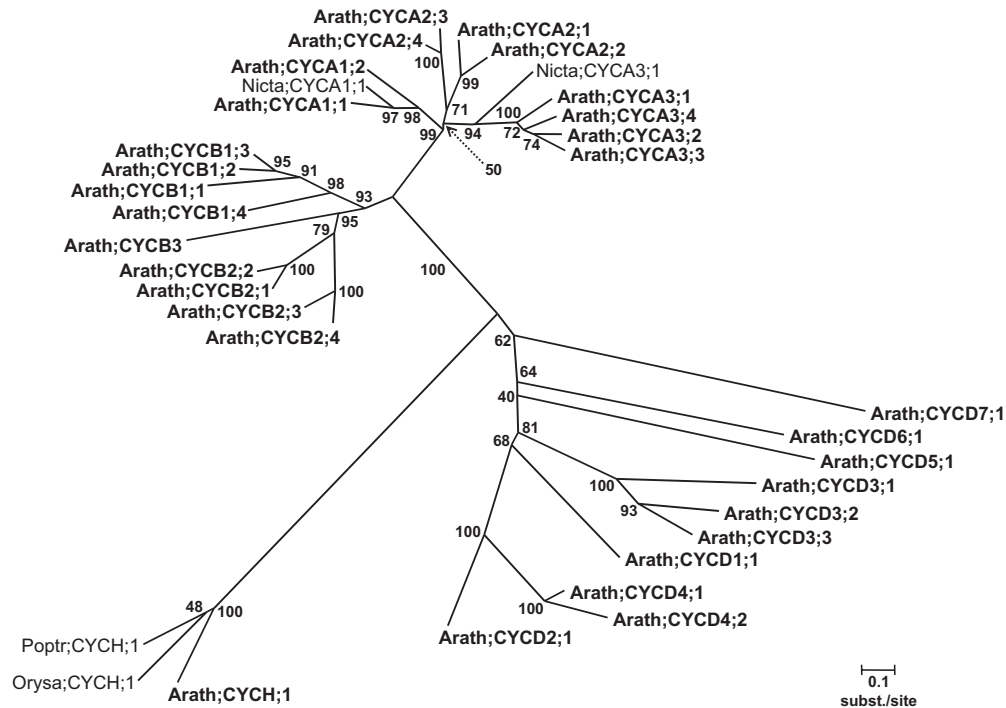 Arath;CYCA2;3
Arath;CYCA2;1
Arath;CYCA2;4
Arath;CYCA2;2
100
Arath;CYCA1;2
Nicta;CYCA3;1
99
Nicta;CYCA1;1
Arath;CYCA3;1
Arath;CYCA1;1
71
100
Arath;CYCA3;4
97
98
99
94
72
Arath;CYCA3;2
74
Arath;CYCA3;3
50
Arath;CYCB1;3
95
Arath;CYCB1;2
91
Arath;CYCB1;1
98
93
Arath;CYCB1;4
95
79
Arath;CYCB3
Arath;CYCB2;2
100
100
Arath;CYCB2;1
100
Arath;CYCB2;3
Arath;CYCB2;4
62
64
40
Arath;CYCD7;1
81
Arath;CYCD6;1
68
Arath;CYCD5;1
100
Arath;CYCD3;1
93
Arath;CYCD3;2
100
Arath;CYCD3;3
Arath;CYCD1;1
Arath;CYCD4;1
100
Arath;CYCD4;2
Arath;CYCD2;1
48
100
Poptr;CYCH;1
Orysa;CYCH;1
Arath;CYCH;1
0.1
subst./site